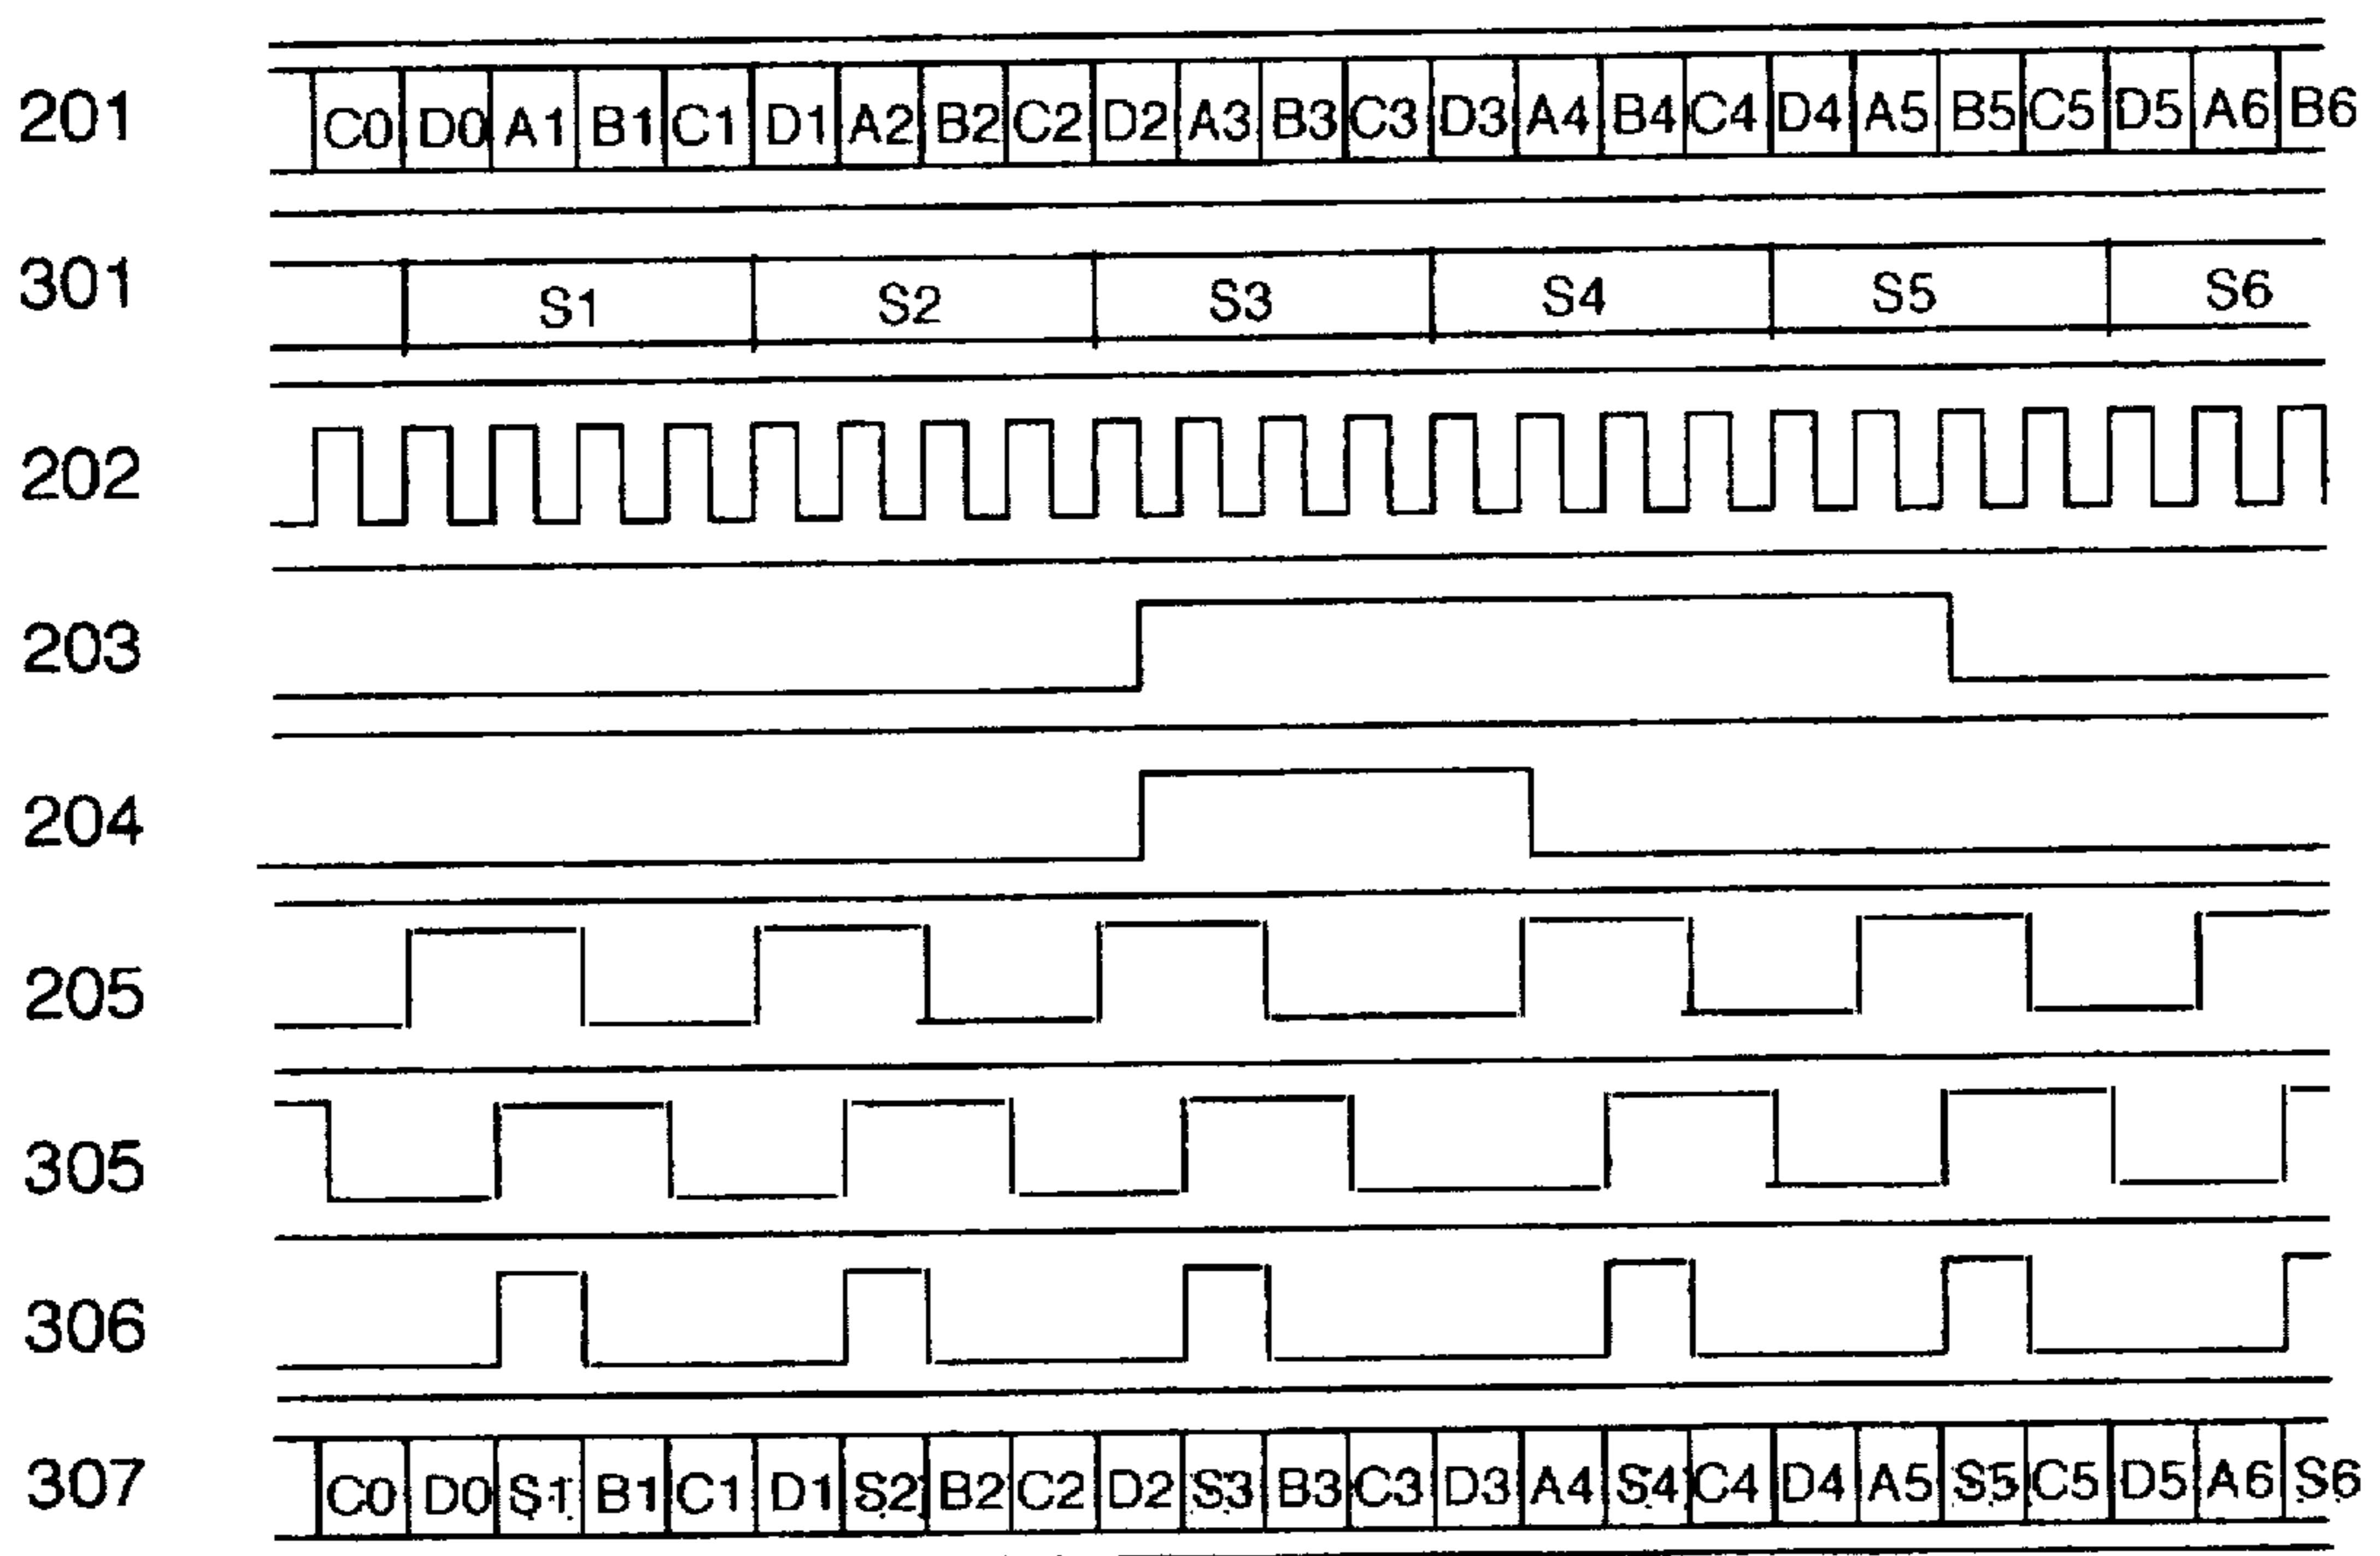 201 C0 D0 A1 B1 C1 D1 A2 B2 C2 D2 A3 B3 C3 D3 A4 B4 C4 D4 A5 B5 C5 D5 A6 B6
301 S1 S2 S3 S4 S5 S6
202
203
204
205
305
306
307 C0 D0 S1 B1 C1 D1 S2 B2 C2 D2 S3 B3 C3 D3 A4 S4 C4 D4 A5 S5 C5 D5 A6 S6